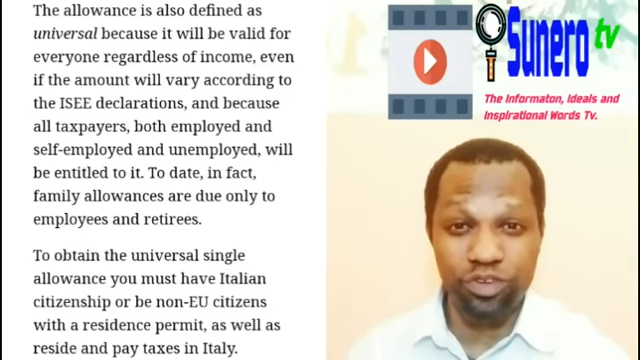 The allowance is also defined as
universal because it will be valid for
everyone regardless of income, even
if the amount will vary according to
the ISEE declarations, and because
all taxpayers, both employed and
self-employed and unemployed, will
be entitled to it. To date, in fact,
family allowances are due only to
employees and retirees.
To obtain the universal single
allowance you must have Italian
citizenship or be non-EU citizens
with a residence permit, as well as
reside and pay taxes in Italy.
Sunero tv
The Informaton, Ideals and
Inspirational Words Tv.